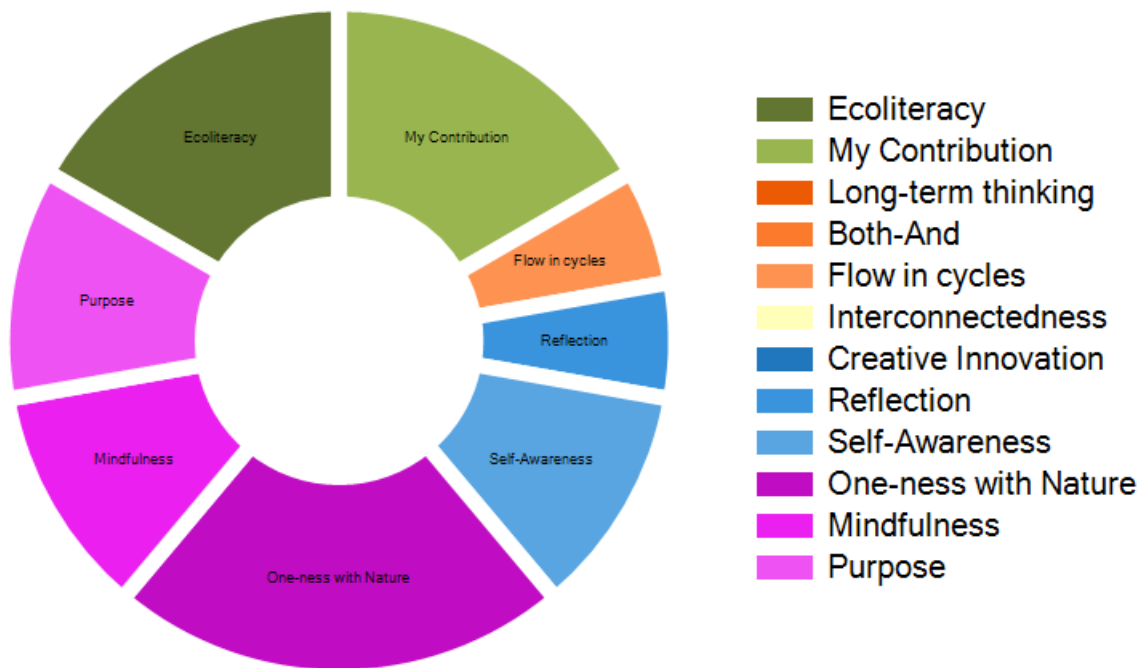 Ecoliteracy
My Contribution
Flow in cycles
Purpose
Reflection
Mindfulness
Self-Awareness
One-ness with Nature
Ecoliteracy
My Contribution
Long-term thinking
Both-And
Flow in cycles
Interconnectedness
Creative Innovation
Reflection
Self-Awareness
One-ness with Nature
Mindfulness
Purpose